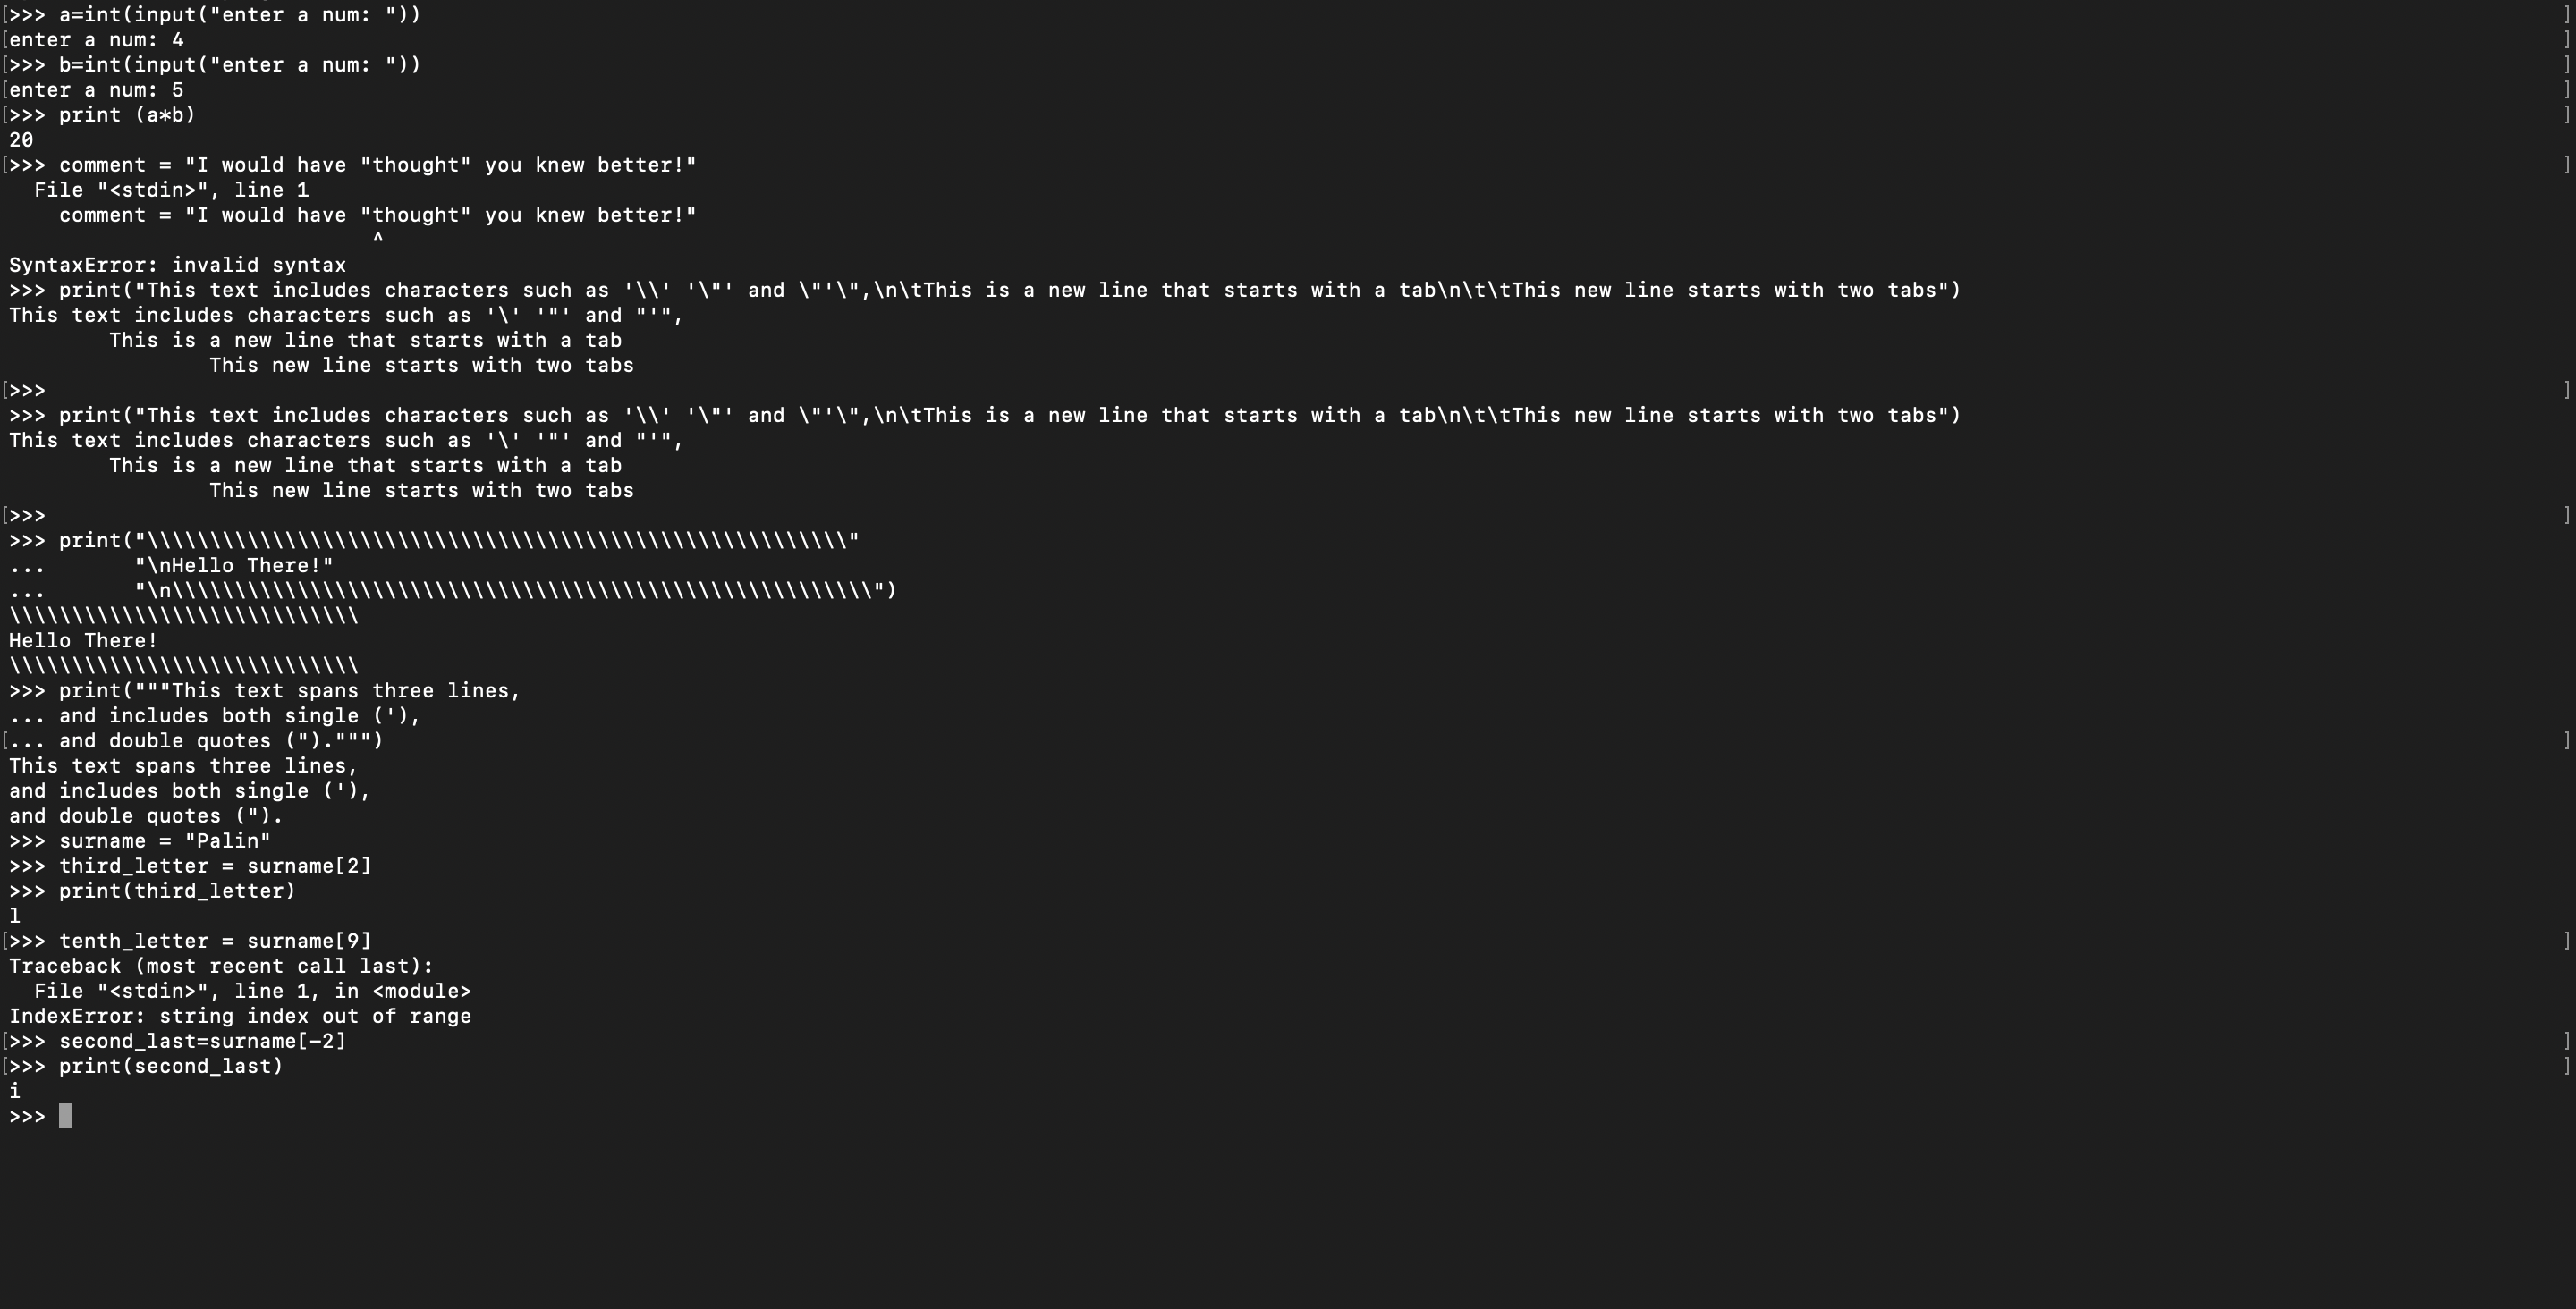 [>>> a=int(input("enter a num: ")) ]
[enter a num: 4 ]
[>>> b=int(input("enter a num: ")) ]
[enter a num: 5 ]
[>>> print (a*b) ]
20
[>>> comment = "I would have "thought" you knew better!" ]
  File "<stdin>", line 1
    comment = "I would have "thought" you knew better!"
                             ^
SyntaxError: invalid syntax
>>> print("This text includes characters such as '\\' '\"' and \"'\",\n\tThis is a new line that starts with a tab\n\t\tThis new line starts with two tabs")
This text includes characters such as '\' '"' and "'",
        This is a new line that starts with a tab
                This new line starts with two tabs
[>>> ]
>>> print("This text includes characters such as '\\' '\"' and \"'\",\n\tThis is a new line that starts with a tab\n\t\tThis new line starts with two tabs")
This text includes characters such as '\' '"' and "'",
        This is a new line that starts with a tab
                This new line starts with two tabs
[>>> ]
>>> print("\\\\\\\\\\\\\\\\\\\\\\\\\\\\\\\\\\\\\\\\\\\\\\\\\\\\\\\\"
...       "\nHello There!"
...       "\n\\\\\\\\\\\\\\\\\\\\\\\\\\\\\\\\\\\\\\\\\\\\\\\\\\\\\\\\")
\\\\\\\\\\\\\\\\\\\\\\\\\\\\
Hello There!
\\\\\\\\\\\\\\\\\\\\\\\\\\\\
>>> print("""This text spans three lines,
... and includes both single ('),
[... and double quotes (").""") ]
This text spans three lines,
and includes both single ('),
and double quotes (").
>>> surname = "Palin"
>>> third_letter = surname[2]
>>> print(third_letter)
l
[>>> tenth_letter = surname[9] ]
Traceback (most recent call last):
  File "<stdin>", line 1, in <module>
IndexError: string index out of range
[>>> second_last=surname[-2] ]
[>>> print(second_last) ]
i
>>>